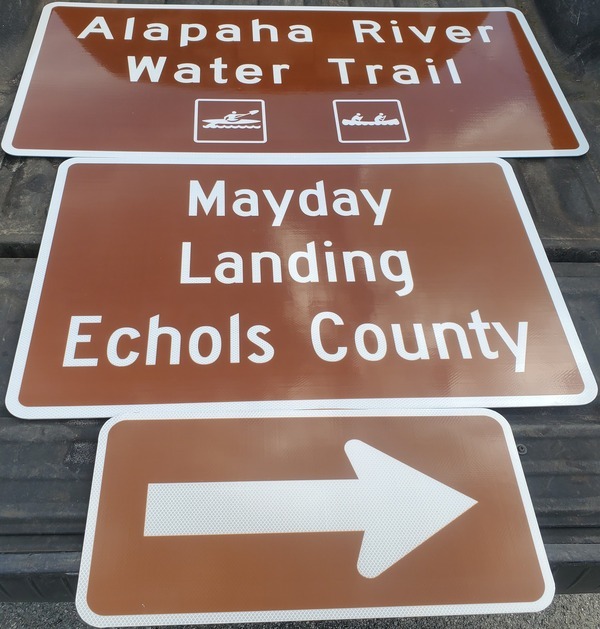 Alapaha River
Water Trail
Mayday
Landing
Echols County